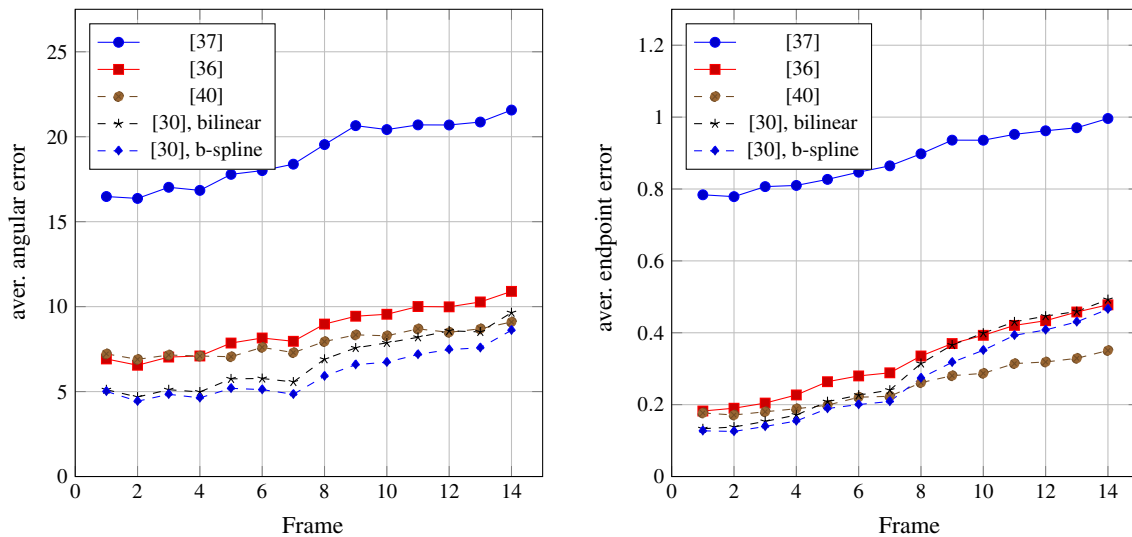 [37]
[36]
[40]
[30], bilinear
[30], b-spline
25
20
15
10
5
0
0 2 4 6 8 10 12 14
Frame
aver. angular error
[37]
[36]
[40]
[30], bilinear
[30], b-spline
1.2
1
0.8
0.6
0.4
0.2
0
0 2 4 6 8 10 12 14
Frame
aver. endpoint error